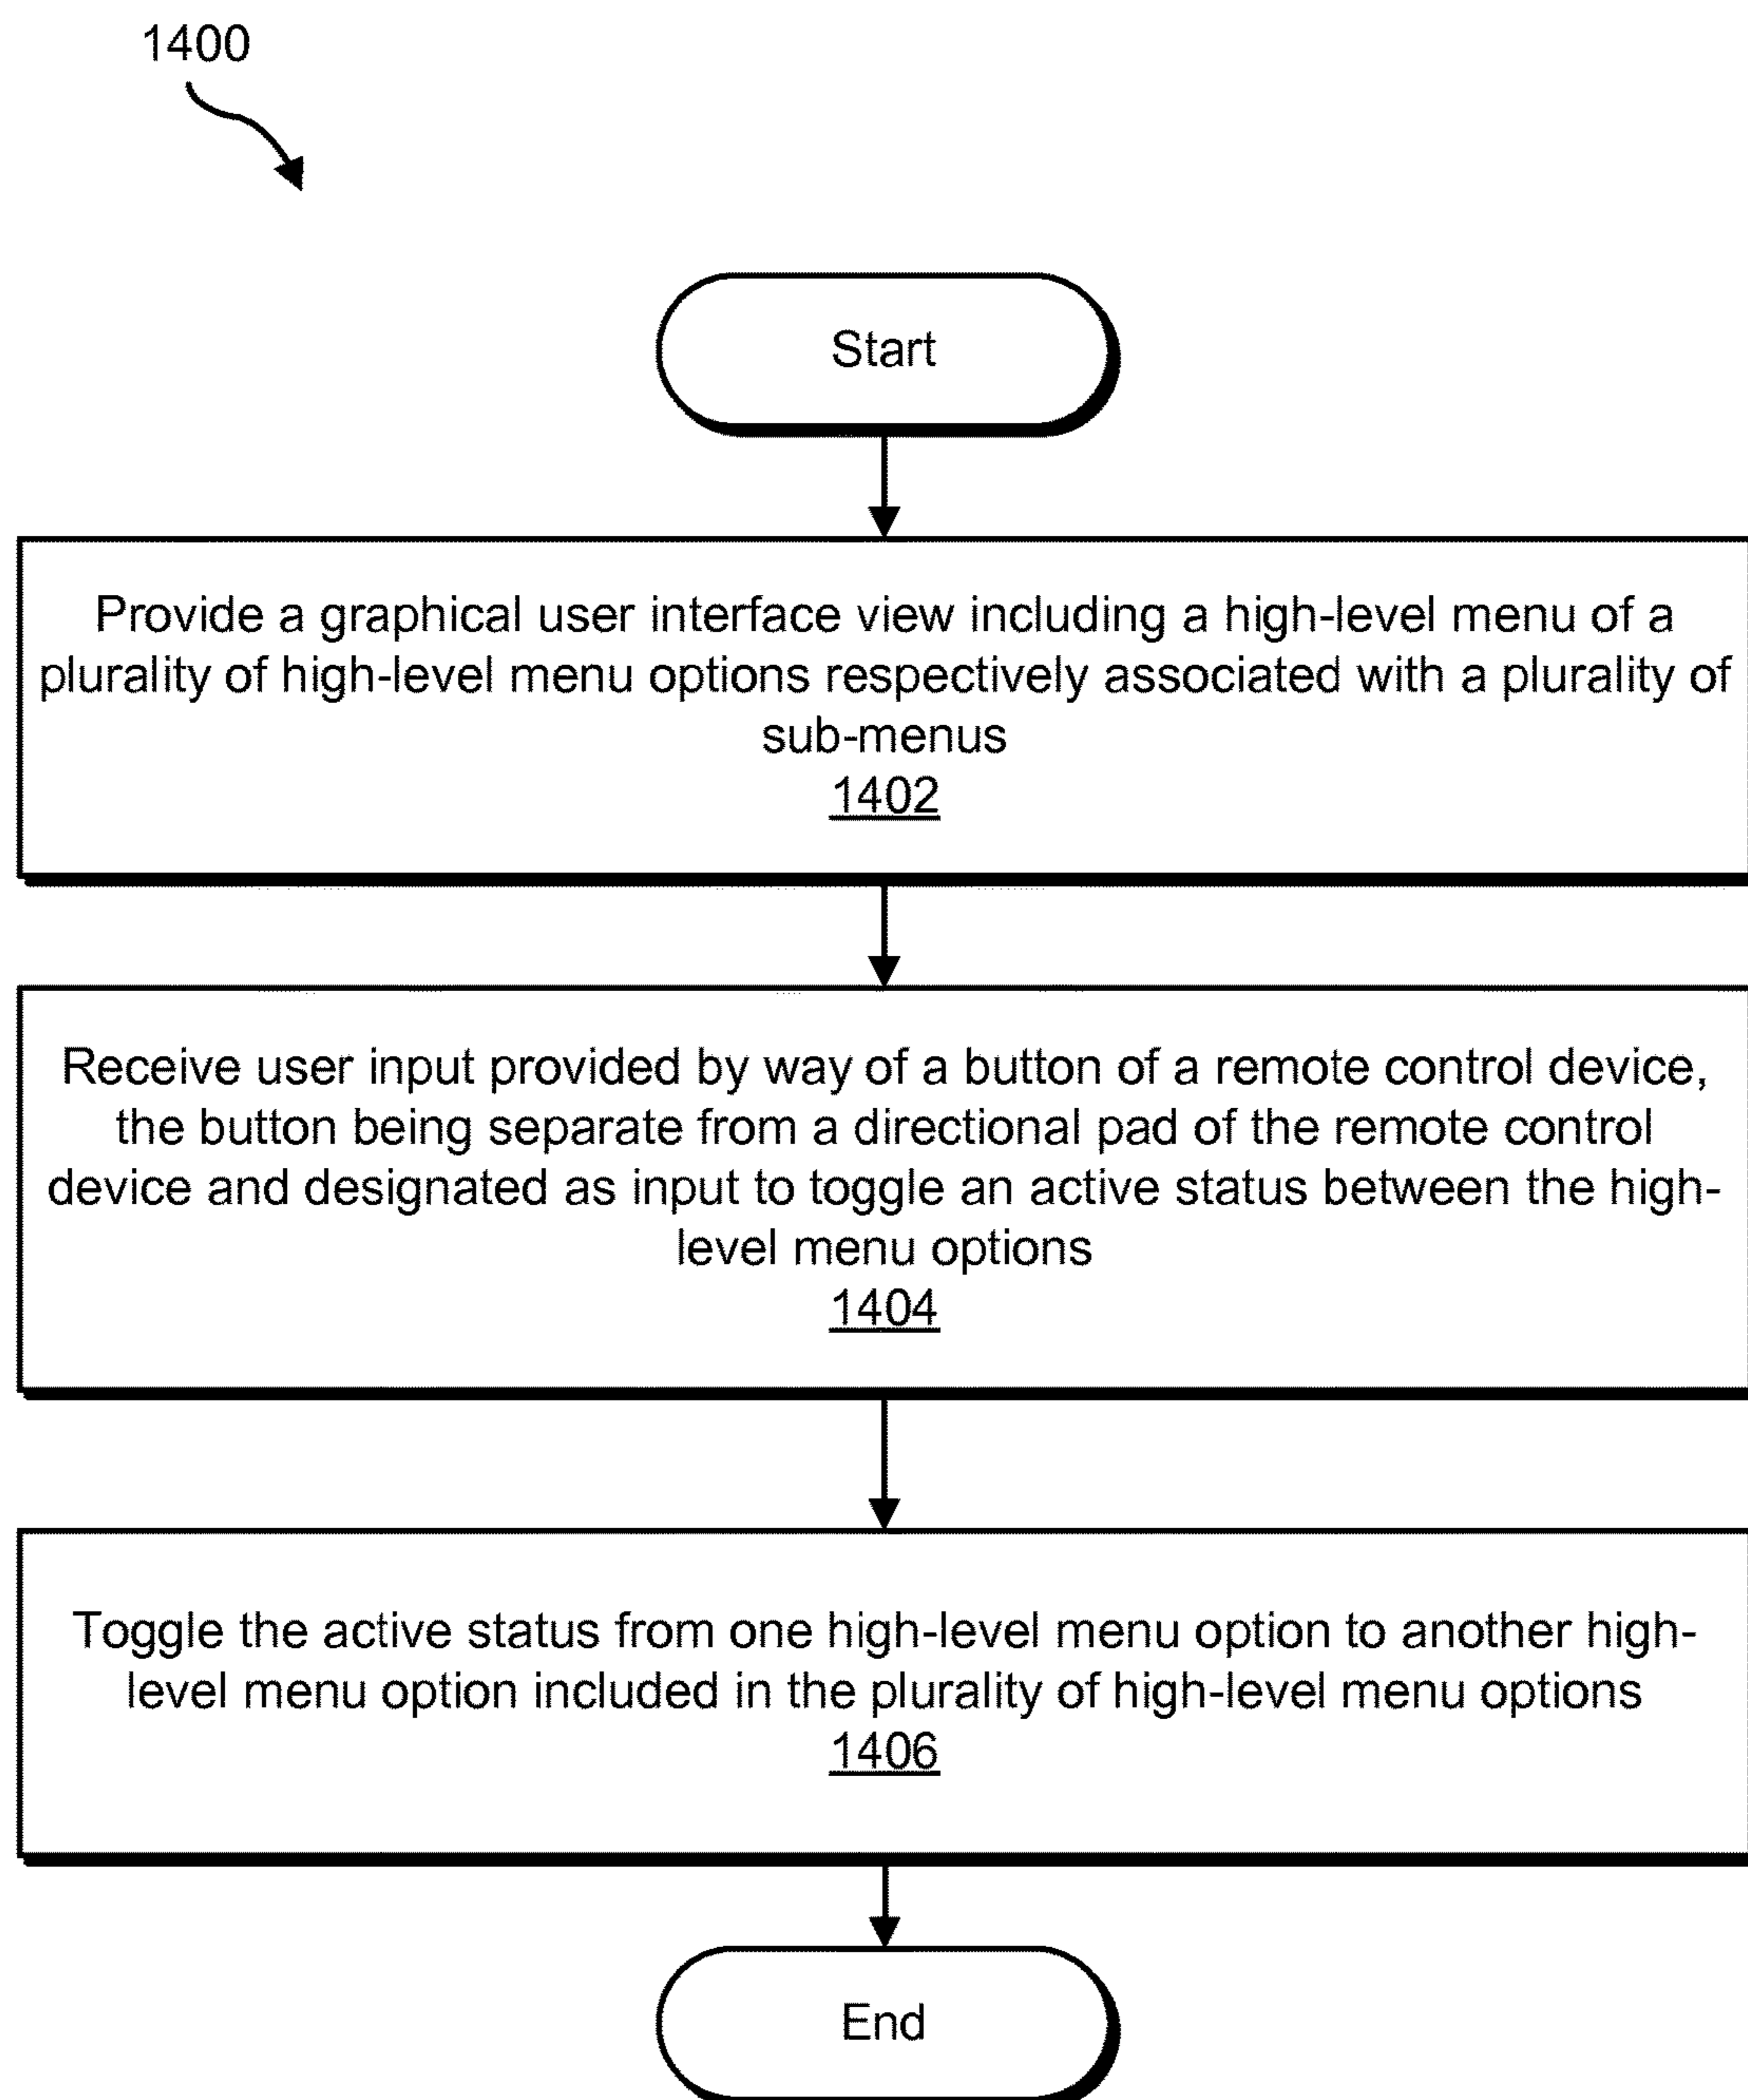 1400
Start
Provide a graphical user interface view including a high-level menu of a
plurality of high-level menu options respectively associated with a plurality of
sub-menus
1402
Receive user input provided by way of a button of a remote control device,
the button being separate from a directional pad of the remote control
device and designated as input to toggle an active status between the high-
level menu options
1404
Toggle the active status from one high-level menu option to another high-
level menu option included in the plurality of high-level menu options
1406
End